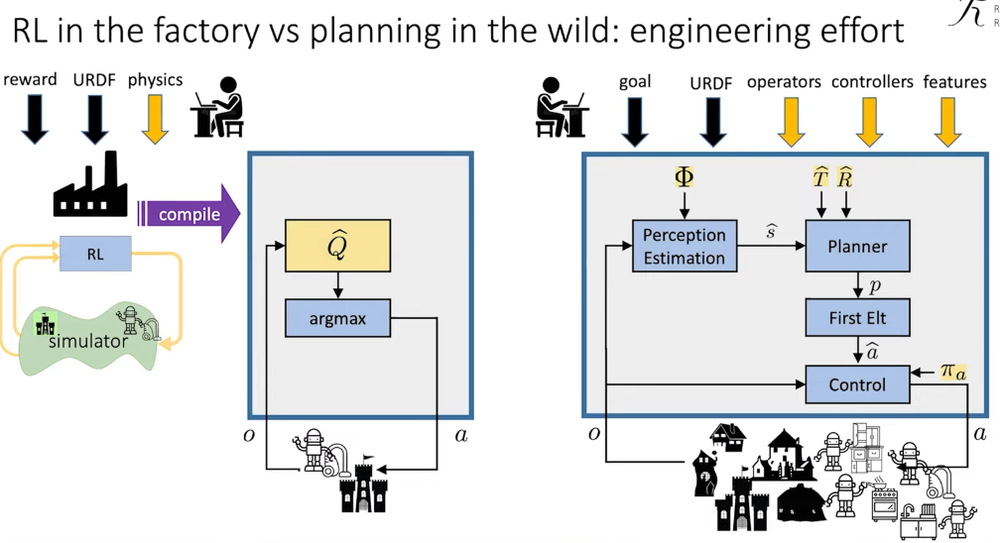 RL in the factory vs planning in the wild: engineering effort
reward URDF physics
goal URDF operators controllers features
compile
RL
simulator
Q̂
argmax
o
a
Φ
T̂ R̂
Perception
Estimation
ŝ
Planner
p
First Elt
â
Control
πₐ
o
a